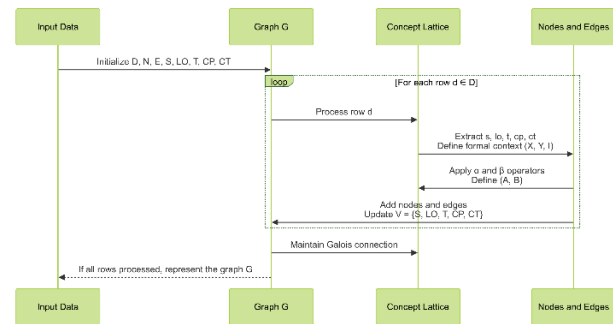 Input Data
Graph G
Concept Lattice
Nodes and Edges
Initialize D, N, E, S, LO, T, CP, CT
loop
[For each row d ∈ D]
Process row d
Extract s, lo, t, cp, ct
Define formal context (X, Y, I)
Apply α and β operators
Define (A, B)
Add nodes and edges
Update V = {S, LO, T, CP, CT}
Maintain Galois connection
If all rows processed, represent the graph G
Input Data
Graph G
Concept Lattice
Nodes and Edges